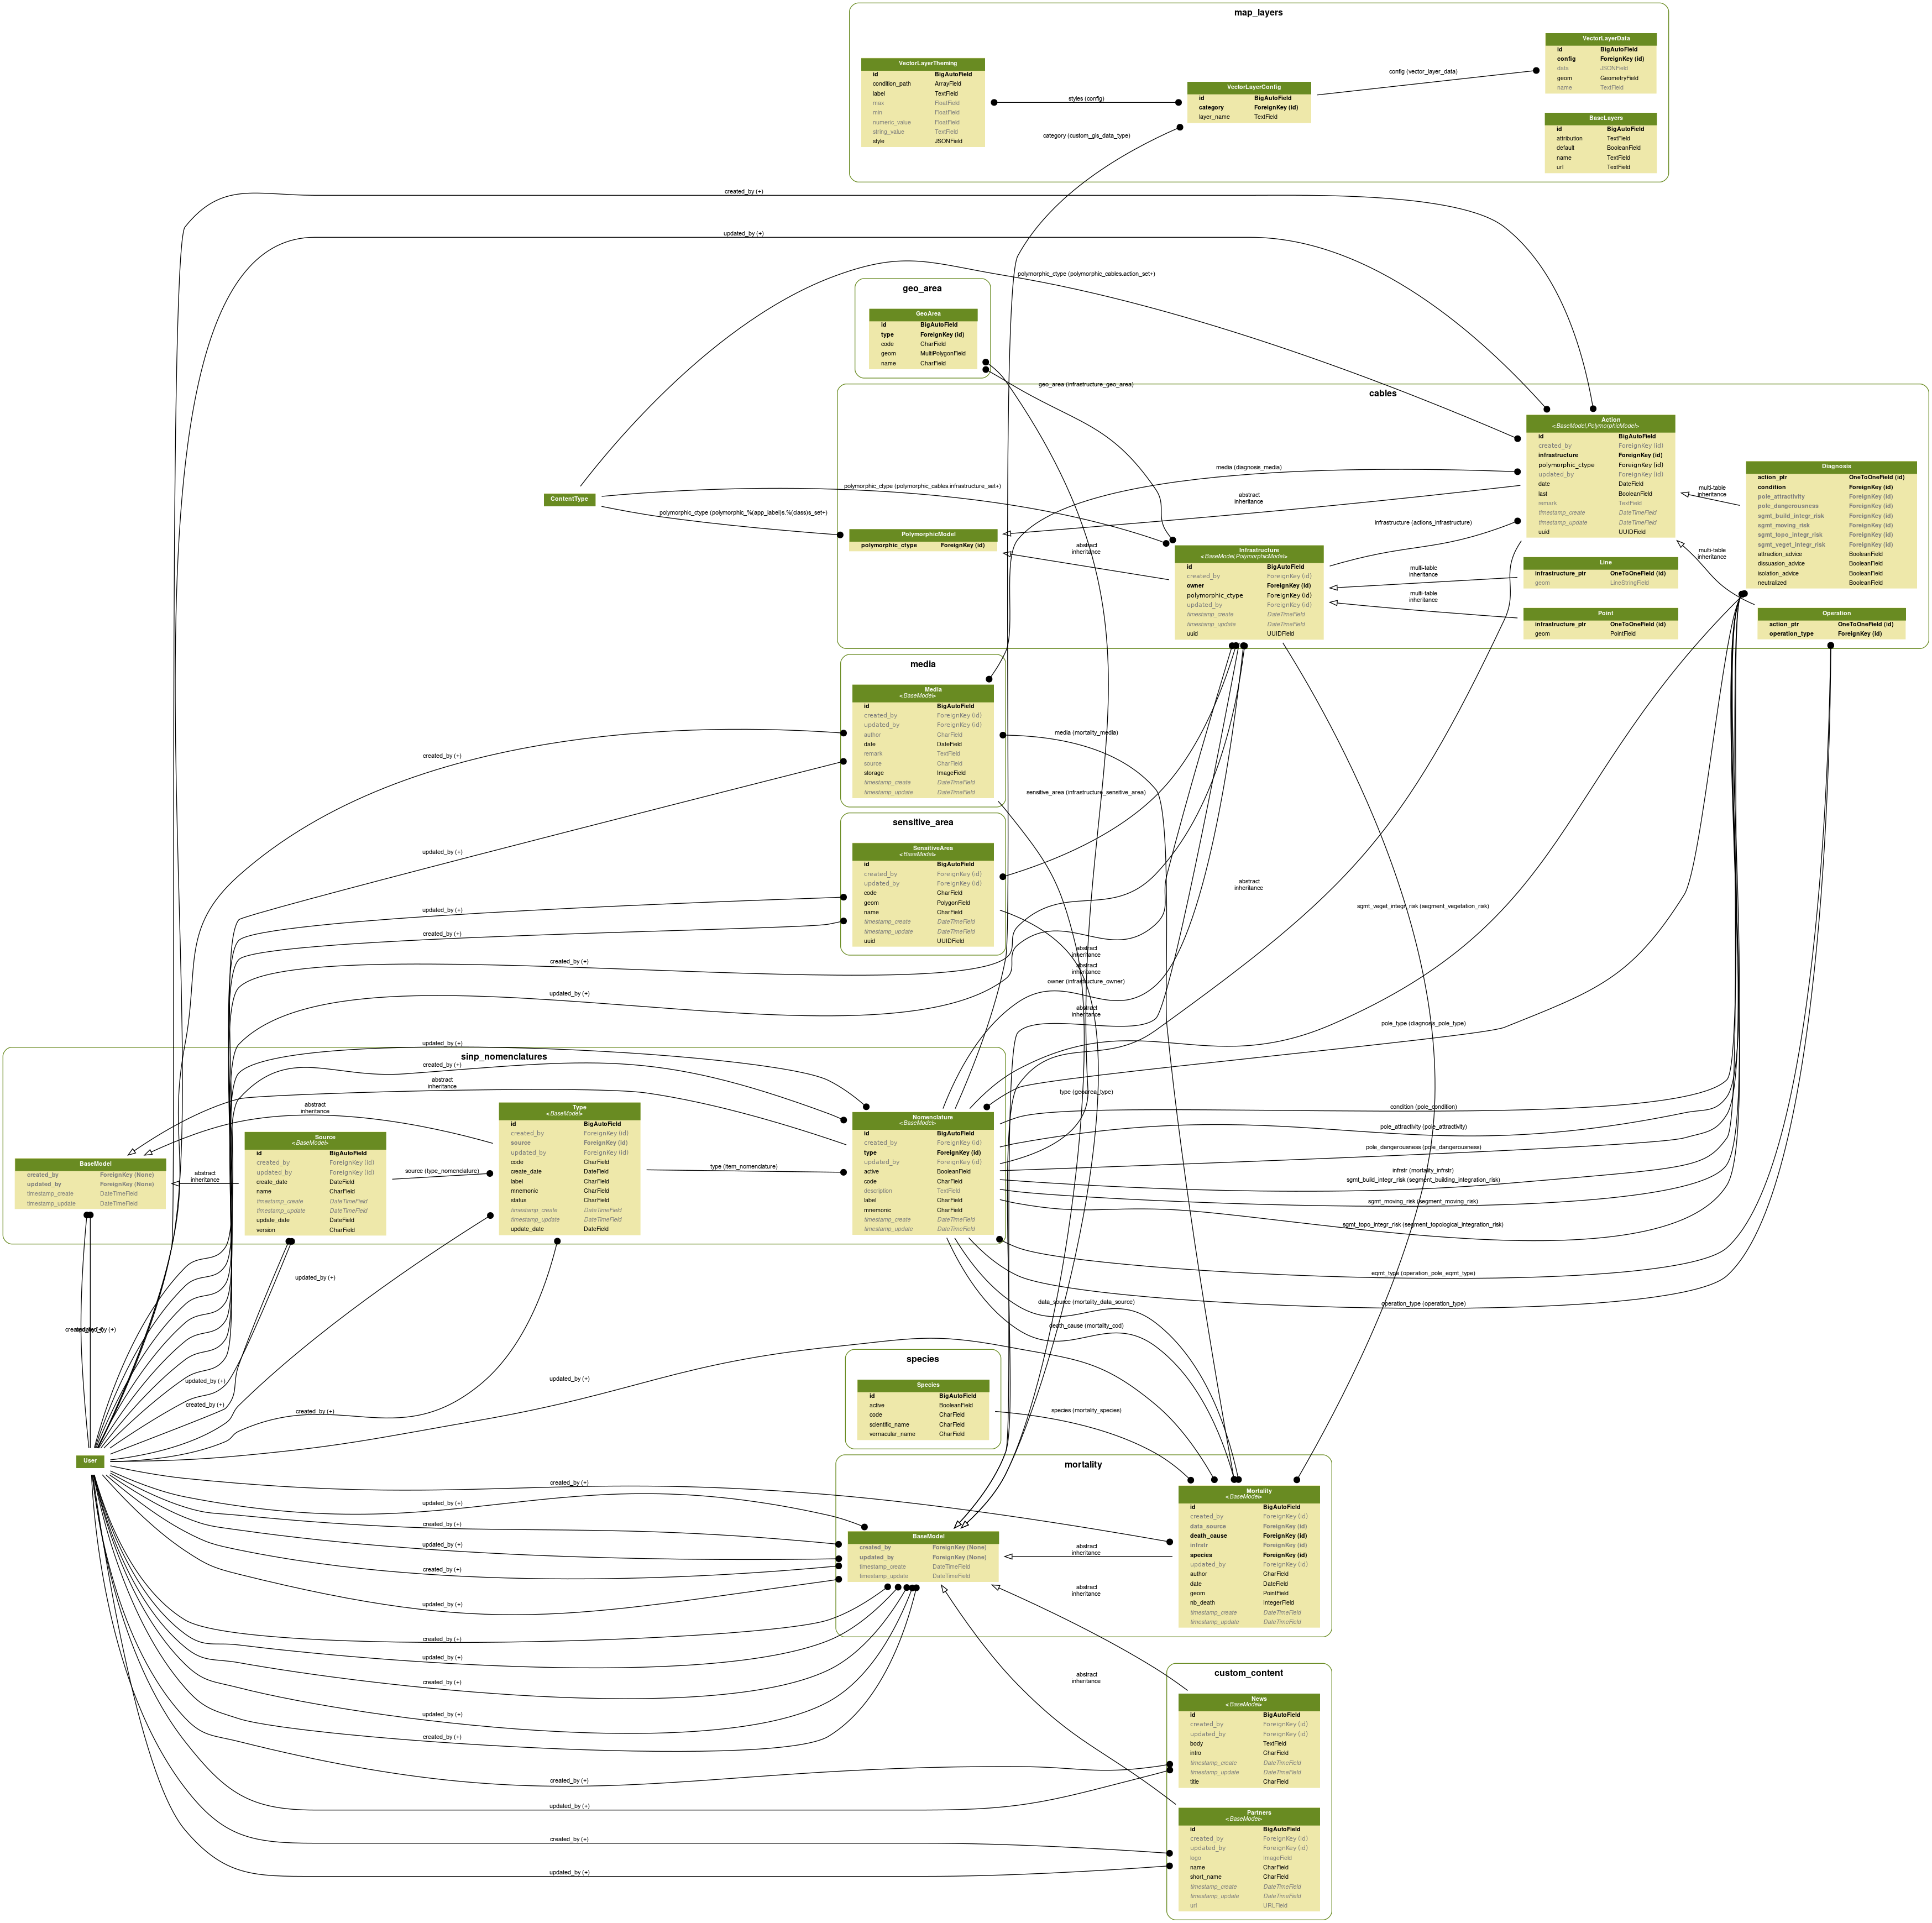 map_layers
VectorLayerTheming
id BigAutoField
condition_path ArrayField
label TextField
max FloatField
min FloatField
numeric_value FloatField
string_value TextField
style JSONField
styles (config)
VectorLayerConfig
id BigAutoField
category ForeignKey (id)
layer_name TextField
config (vector_layer_data)
VectorLayerData
id BigAutoField
config ForeignKey (id)
data JSONField
geom GeometryField
name TextField
BaseLayers
id BigAutoField
attribution TextField
default BooleanField
name TextField
url TextField
category (custom_gis_data_type)
created_by (+)
updated_by (+)
polymorphic_ctype (polymorphic_cables.action_set+)
geo_area
GeoArea
id BigAutoField
type ForeignKey (id)
code CharField
geom MultiPolygonField
name CharField
geo_area (infrastructure_geo_area)
cables
Action
<BaseModel,PolymorphicModel>
id BigAutoField
created_by ForeignKey (id)
infrastructure ForeignKey (id)
polymorphic_ctype ForeignKey (id)
updated_by ForeignKey (id)
date DateField
last BooleanField
remark TextField
timestamp_create DateTimeField
timestamp_update DateTimeField
uuid UUIDField
Diagnosis
action_ptr OneToOneField (id)
condition ForeignKey (id)
pole_attractivity ForeignKey (id)
pole_dangerousness ForeignKey (id)
sgmt_build_integr_risk ForeignKey (id)
sgmt_moving_risk ForeignKey (id)
sgmt_topo_integr_risk ForeignKey (id)
sgmt_veget_integr_risk ForeignKey (id)
attraction_advice BooleanField
dissuasion_advice BooleanField
isolation_advice BooleanField
neutralized BooleanField
multi-table
inheritance
multi-table
inheritance
media (diagnosis_media)
ContentType
polymorphic_ctype (polymorphic_cables.infrastructure_set+)
polymorphic_ctype (polymorphic_%(app_label)s.%(class)s_set+)
abstract
inheritance
infrastructure (actions_infrastructure)
PolymorphicModel
polymorphic_ctype ForeignKey (id)
abstract
inheritance
Infrastructure
<BaseModel,PolymorphicModel>
id BigAutoField
created_by ForeignKey (id)
owner ForeignKey (id)
polymorphic_ctype ForeignKey (id)
updated_by ForeignKey (id)
timestamp_create DateTimeField
timestamp_update DateTimeField
uuid UUIDField
multi-table
inheritance
multi-table
inheritance
Line
infrastructure_ptr OneToOneField (id)
geom LineStringField
Point
infrastructure_ptr OneToOneField (id)
geom PointField
Operation
action_ptr OneToOneField (id)
operation_type ForeignKey (id)
media
Media
<BaseModel>
id BigAutoField
created_by ForeignKey (id)
updated_by ForeignKey (id)
author CharField
date DateField
remark TextField
source CharField
storage ImageField
timestamp_create DateTimeField
timestamp_update DateTimeField
media (mortality_media)
created_by (+)
sensitive_area (infrastructure_sensitive_area)
sensitive_area
SensitiveArea
<BaseModel>
id BigAutoField
created_by ForeignKey (id)
updated_by ForeignKey (id)
code CharField
geom PolygonField
name CharField
timestamp_create DateTimeField
timestamp_update DateTimeField
uuid UUIDField
updated_by (+)
updated_by (+)
created_by (+)
created_by (+)
updated_by (+)
abstract
inheritance
sgmt_veget_integr_risk (segment_vegetation_risk)
abstract
inheritance
abstract
inheritance
owner (infrastructure_owner)
abstract
inheritance
pole_type (diagnosis_pole_type)
sinp_nomenclatures
updated_by (+)
created_by (+)
abstract
inheritance
abstract
inheritance
BaseModel
created_by ForeignKey (None)
updated_by ForeignKey (None)
timestamp_create DateTimeField
timestamp_update DateTimeField
abstract
inheritance
Source
<BaseModel>
id BigAutoField
created_by ForeignKey (id)
updated_by ForeignKey (id)
create_date DateField
name CharField
timestamp_create DateTimeField
timestamp_update DateTimeField
update_date DateField
version CharField
source (type_nomenclature)
Type
<BaseModel>
id BigAutoField
created_by ForeignKey (id)
source ForeignKey (id)
updated_by ForeignKey (id)
code CharField
create_date DateField
label CharField
mnemonic CharField
status CharField
timestamp_create DateTimeField
timestamp_update DateTimeField
update_date DateField
type (item_nomenclature)
Nomenclature
<BaseModel>
id BigAutoField
created_by ForeignKey (id)
type ForeignKey (id)
updated_by ForeignKey (id)
active BooleanField
code CharField
description TextField
label CharField
mnemonic CharField
timestamp_create DateTimeField
timestamp_update DateTimeField
type (geoarea_type)
condition (pole_condition)
pole_attractivity (pole_attractivity)
pole_dangerousness (pole_dangerousness)
infrstr (mortality_infrstr)
sgmt_build_integr_risk (segment_building_integration_risk)
sgmt_moving_risk (segment_moving_risk)
sgmt_topo_integr_risk (segment_topological_integration_risk)
eqmt_type (operation_pole_eqmt_type)
operation_type (operation_type)
data_source (mortality_data_source)
death_cause (mortality_cod)
updated_by (+)
updated_by (+)
created_by (+)
created_by (+)
updated_by (+)
species
Species
id BigAutoField
active BooleanField
code CharField
scientific_name CharField
vernacular_name CharField
species (mortality_species)
User
mortality
Mortality
<BaseModel>
id BigAutoField
created_by ForeignKey (id)
data_source ForeignKey (id)
death_cause ForeignKey (id)
infrstr ForeignKey (id)
species ForeignKey (id)
updated_by ForeignKey (id)
author CharField
date DateField
geom PointField
nb_death IntegerField
timestamp_create DateTimeField
timestamp_update DateTimeField
abstract
inheritance
BaseModel
created_by ForeignKey (None)
updated_by ForeignKey (None)
timestamp_create DateTimeField
timestamp_update DateTimeField
created_by (+)
updated_by (+)
created_by (+)
updated_by (+)
created_by (+)
updated_by (+)
abstract
inheritance
created_by (+)
updated_by (+)
created_by (+)
updated_by (+)
created_by (+)
abstract
inheritance
custom_content
News
<BaseModel>
id BigAutoField
created_by ForeignKey (id)
updated_by ForeignKey (id)
body TextField
intro CharField
timestamp_create DateTimeField
timestamp_update DateTimeField
title CharField
created_by (+)
updated_by (+)
Partners
<BaseModel>
id BigAutoField
created_by ForeignKey (id)
updated_by ForeignKey (id)
logo ImageField
name CharField
short_name CharField
timestamp_create DateTimeField
timestamp_update DateTimeField
url URLField
created_by (+)
updated_by (+)